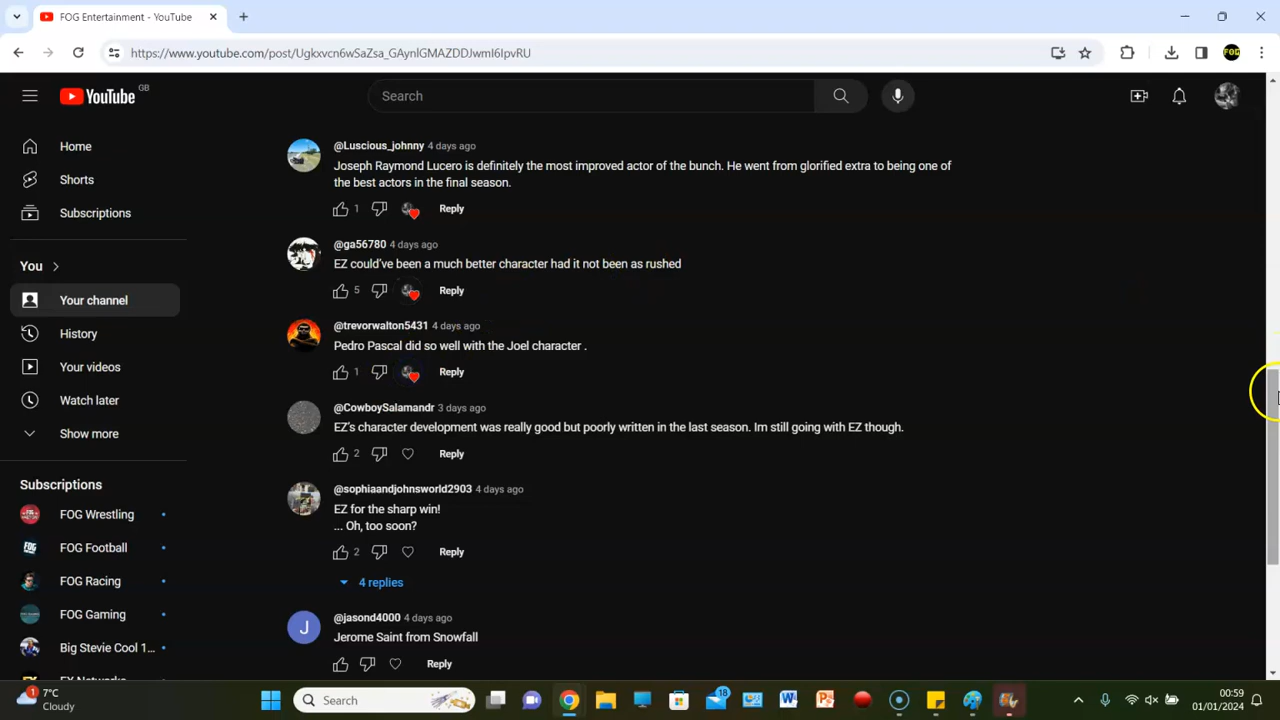 FOG Entertainment - YouTube
https://www.youtube.com/post/Ugkxvcn6wSaZsa_GAynlGMAZDDJwmI6IpvRU
FOG
YouTube GB
Search
Home
Shorts
Subscriptions
You
Your channel
History
Your videos
Watch later
Show more
Subscriptions
FOG Wrestling
FOG Football
FOG Racing
FOG Gaming
Big Stevie Cool 1...
FX Networks
@Luscious_johnny 4 days ago
Joseph Raymond Lucero is definitely the most improved actor of the bunch. He went from glorified extra to being one of
the best actors in the final season.
1 Reply
@ga56780 4 days ago
EZ could've been a much better character had it not been as rushed
5 Reply
@trevorwalton5431 4 days ago
Pedro Pascal did so well with the Joel character .
1 Reply
@CowboySalamandr 3 days ago
EZ's character development was really good but poorly written in the last season. Im still going with EZ though.
2 Reply
@sophiaandjohnsworld2903 4 days ago
EZ for the sharp win!
... Oh, too soon?
2 Reply
4 replies
J
@jasond4000 4 days ago
Jerome Saint from Snowfall
Reply
1
7°C
Cloudy
Search
18
00:59
01/01/2024